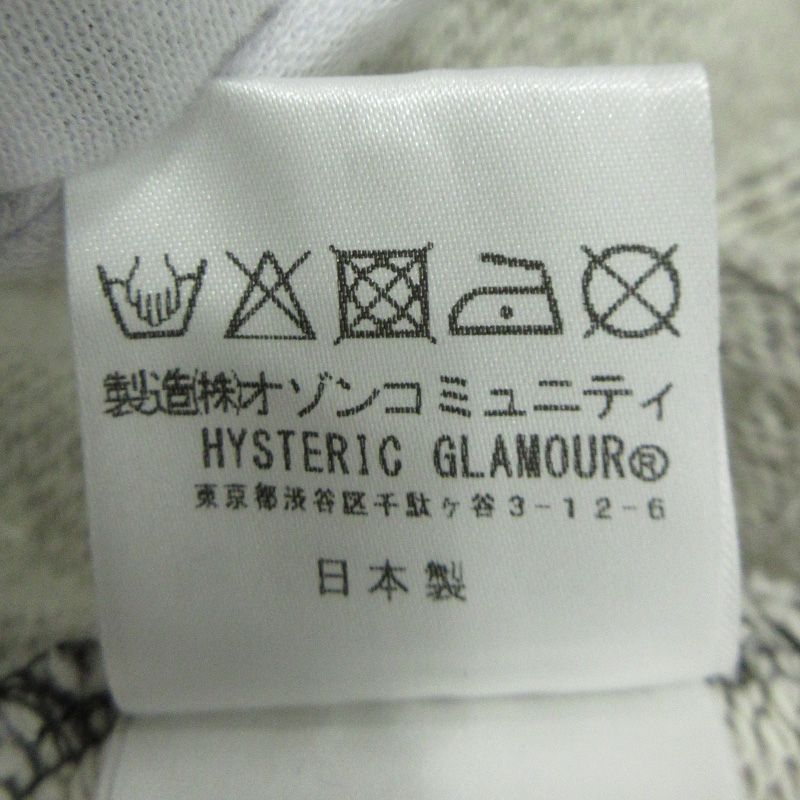 製造(株)オゾンコミュニティ
HYSTERIC GLAMOUR®
東京都渋谷区千駄ヶ谷3-12-6
日本製